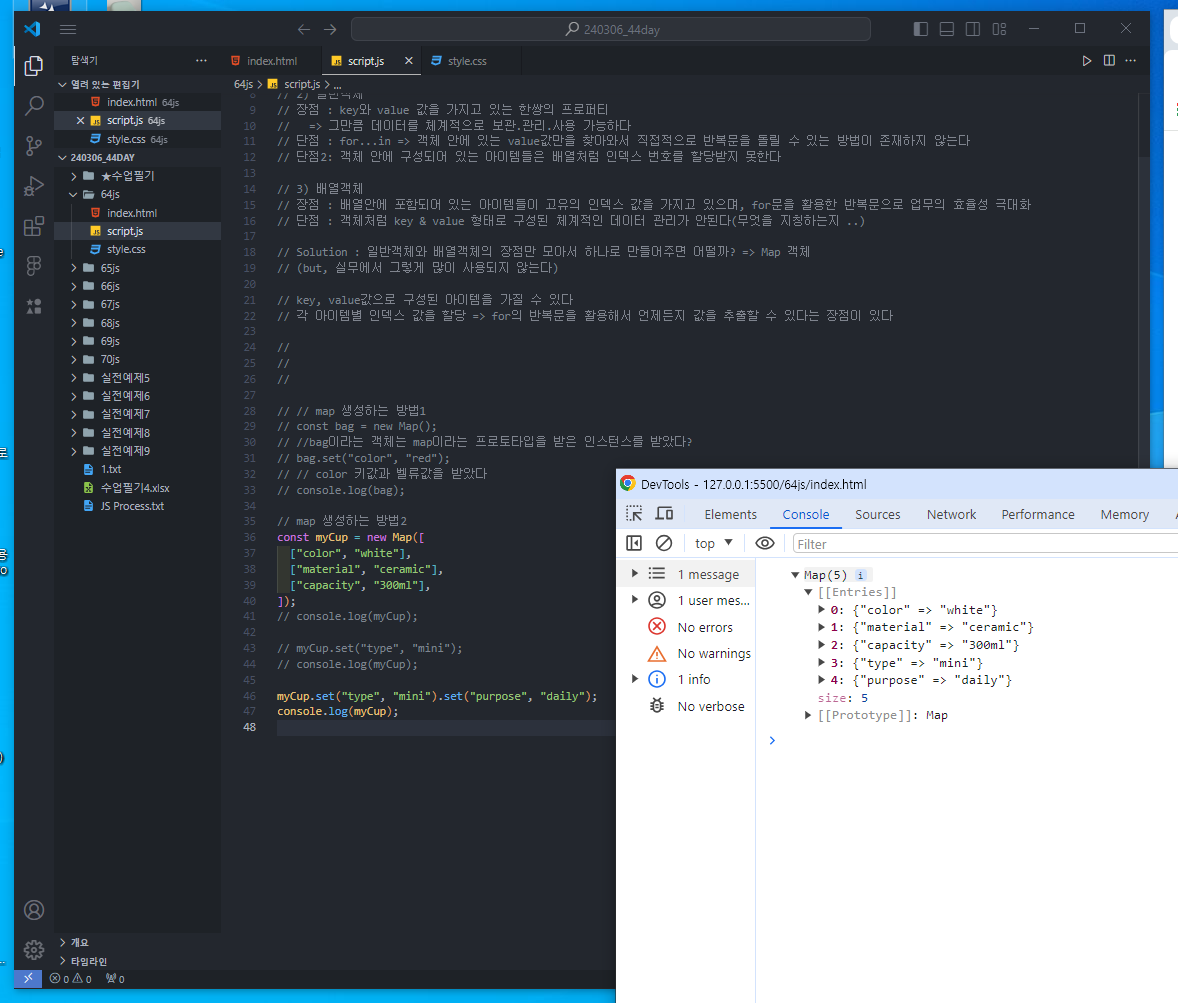 240306_44day
탐색기
index.html
script.js
style.css
열려 있는 편집기
index.html 64js
script.js 64js
style.css 64js
240306_44DAY
★수업필기
64js
index.html
script.js
style.css
65js
66js
67js
68js
69js
70js
실전예제5
실전예제6
실전예제7
실전예제8
실전예제9
1.txt
수업필기4.xlsx
JS Process.txt
개요
타임라인
0 0 0
64js > script.js > ...
8 // 2) 일반객체
9 // 장점 : key와 value 값을 가지고 있는 한쌍의 프로퍼티
10 // => 그만큼 데이터를 체계적으로 보관.관리.사용 가능하다
11 // 단점 : for...in => 객체 안에 있는 value값만을 찾아와서 직접적으로 반복문을 돌릴 수 있는 방법이 존재하지 않는다
12 // 단점2: 객체 안에 구성되어 있는 아이템들은 배열처럼 인덱스 번호를 할당받지 못한다
13
14 // 3) 배열객체
15 // 장점 : 배열안에 포함되어 있는 아이템들이 고유의 인덱스 값을 가지고 있으며, for문을 활용한 반복문으로 업무의 효율성 극대화
16 // 단점 : 객체처럼 key & value 형태로 구성된 체계적인 데이터 관리가 안된다(무엇을 지칭하는지 ..)
17
18 // Solution : 일반객체와 배열객체의 장점만 모아서 하나로 만들어주면 어떨까? => Map 객체
19 // (but, 실무에서 그렇게 많이 사용되지 않는다)
20
21 // key, value값으로 구성된 아이템을 가질 수 있다
22 // 각 아이템별 인덱스 값을 할당 => for의 반복문을 활용해서 언제든지 값을 추출할 수 있다는 장점이 있다
23
24 //
25 //
26 //
27
28 // // map 생성하는 방법1
29 // const bag = new Map();
30 // //bag이라는 객체는 map이라는 프로토타입을 받은 인스턴스를 받았다?
31 // bag.set("color", "red");
32 // // color 키값과 벨류값을 받았다
33 // console.log(bag);
34
35 // map 생성하는 방법2
36 const myCup = new Map([
37 ["color", "white"],
38 ["material", "ceramic"],
39 ["capacity", "300ml"],
40 ]);
41 // console.log(myCup);
42
43 // myCup.set("type", "mini");
44 // console.log(myCup);
45
46 myCup.set("type", "mini").set("purpose", "daily");
47 console.log(myCup);
48
DevTools - 127.0.0.1:5500/64js/index.html
Elements Console Sources Network Performance Memory
top Filter
1 message
1 user mes...
No errors
No warnings
1 info
No verbose
Map(5) i
[[Entries]]
0: {"color" => "white"}
1: {"material" => "ceramic"}
2: {"capacity" => "300ml"}
3: {"type" => "mini"}
4: {"purpose" => "daily"}
size: 5
[[Prototype]]: Map